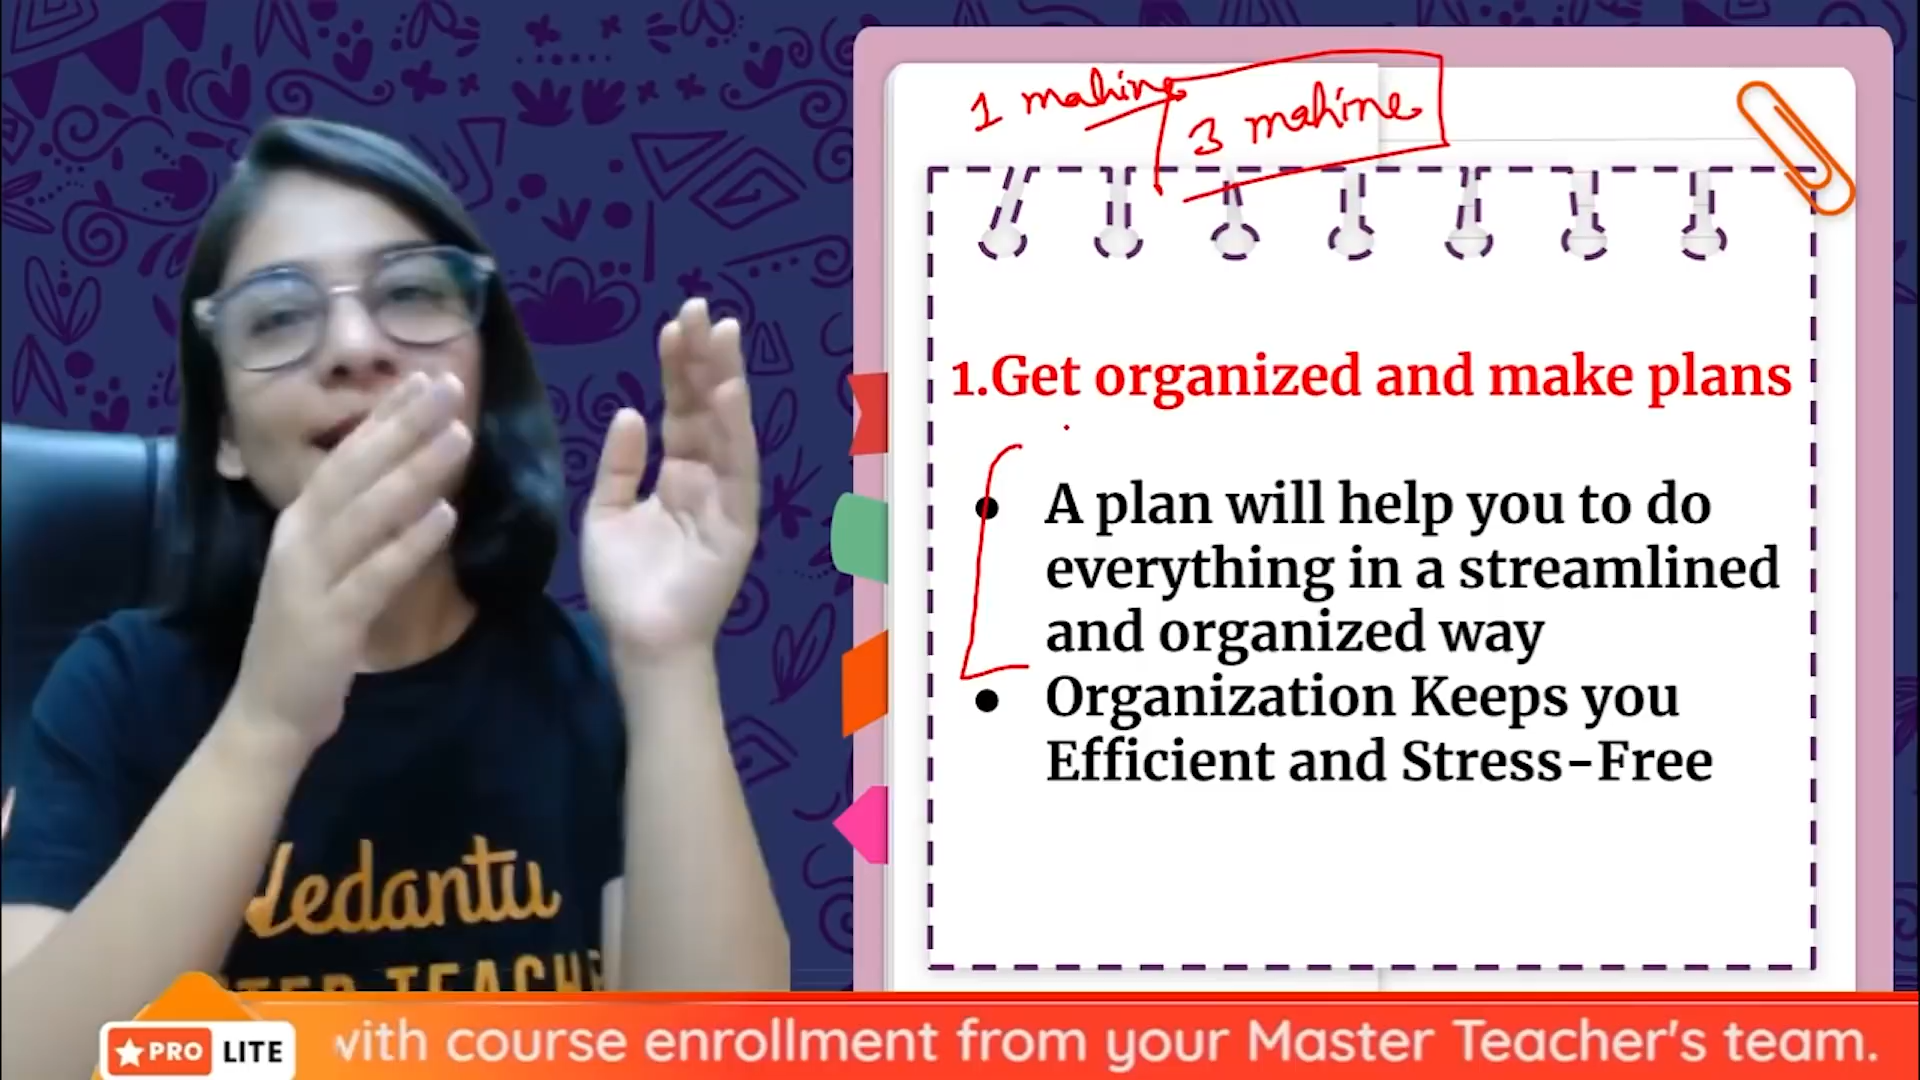 1 mahine
3 mahine
1.Get organized and make plans
● A plan will help you to do
everything in a streamlined
and organized way
● Organization Keeps you
Efficient and Stress-Free
Vedantu
TEACH
PRO LITE
with course enrollment from your Master Teacher's team.